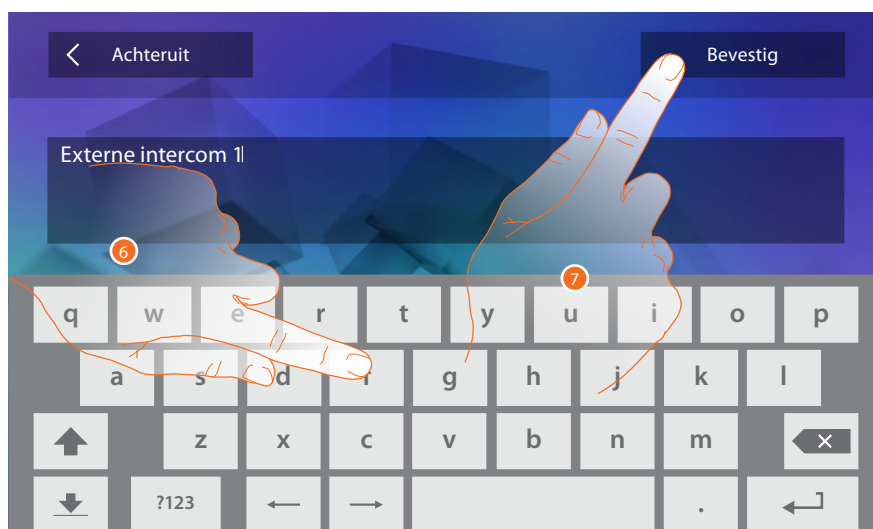 Achteruit Bevestig
Externe intercom 1
6
7
q w e r t y u i o p
a s d f g h j k l
z x c v b n m
?123 .